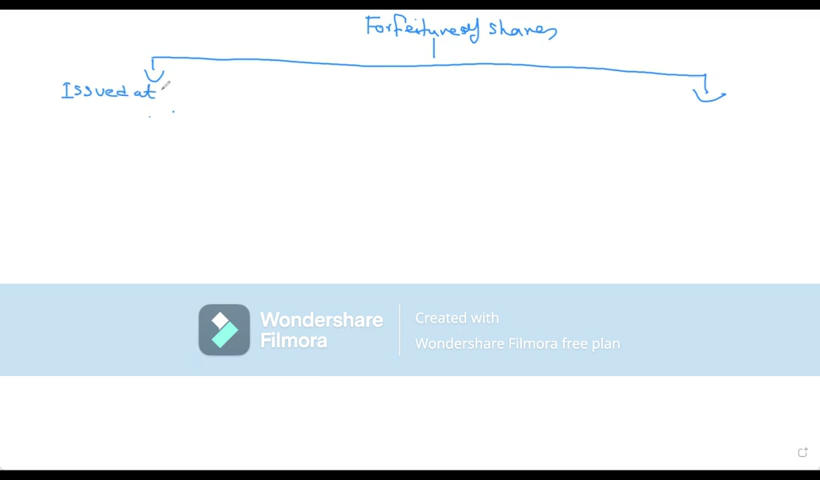 Forfeiture of shares
Issued at
Wondershare
Filmora
Created with
Wondershare Filmora free plan